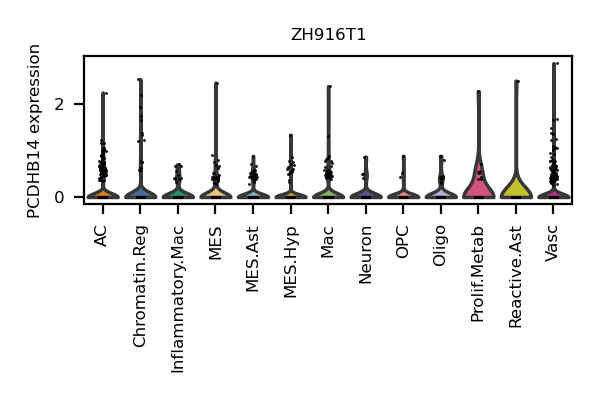 ZH916T1
PCDHB14 expression
2
0
AC
Chromatin.Reg
Inflammatory.Mac
MES
MES.Ast
MES.Hyp
Mac
Neuron
OPC
Oligo
Prolif.Metab
Reactive.Ast
Vasc